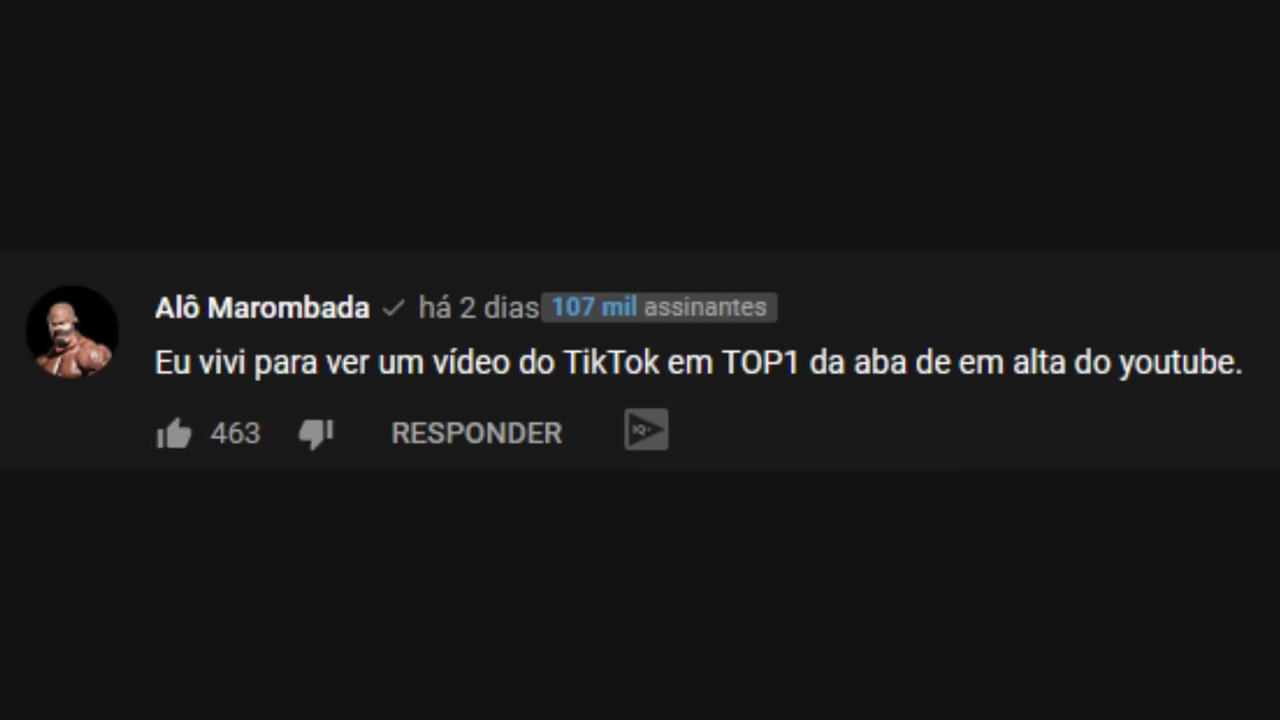 Alô Marombada há 2 dias 107 mil assinantes
Eu vivi para ver um vídeo do TikTok em TOP1 da aba de em alta do youtube.
463 RESPONDER IQ